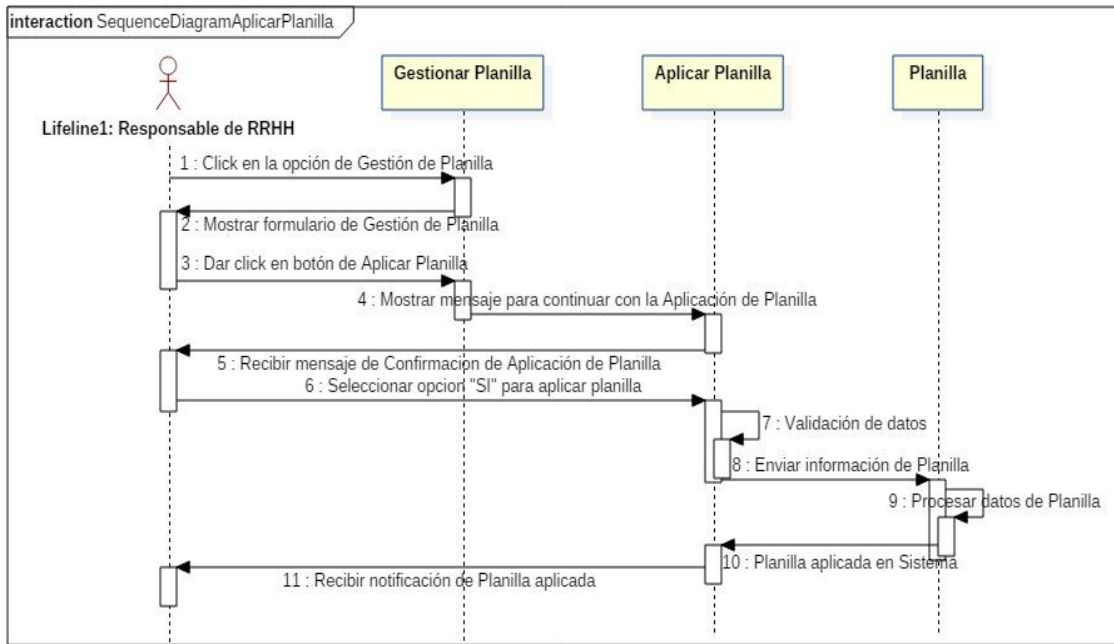 interaction SequenceDiagramAplicarPlanilla
Gestionar Planilla
Aplicar Planilla
Planilla
Lifeline1: Responsable de RRHH
1 : Click en la opción de Gestión de Planilla
2 : Mostrar formulario de Gestión de Planilla
3 : Dar click en botón de Aplicar Planilla
4 : Mostrar mensaje para continuar con la Aplicación de Planilla
5 : Recibir mensaje de Confirmacion de Aplicación de Planilla
6 : Seleccionar opcion "SI" para aplicar planilla
7 : Validación de datos
8 : Enviar información de Planilla
9 : Procesar datos de Planilla
10 : Planilla aplicada en Sistema
11 : Recibir notificación de Planilla aplicada